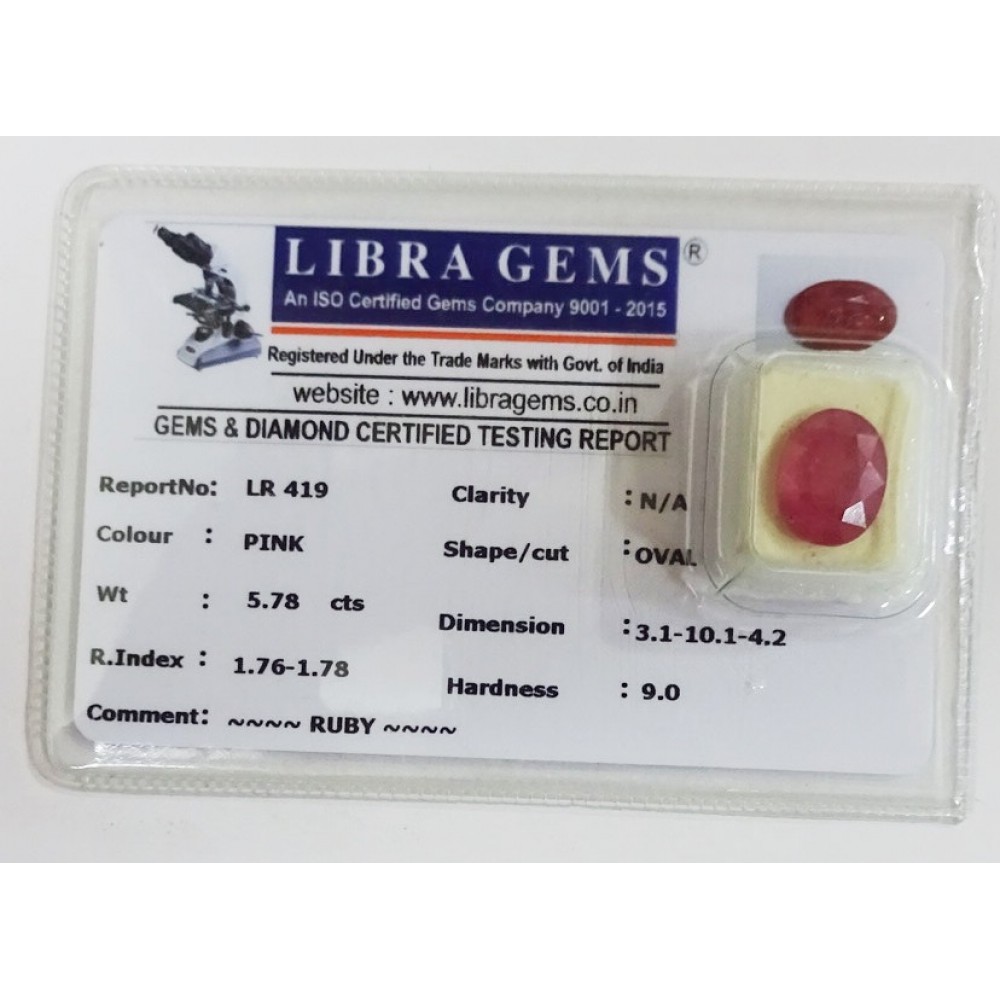 LIBRA GEMS ®
An ISO Certified Gems Company 9001 - 2015
Registered Under the Trade Marks with Govt. of India
website : www.libragems.co.in
GEMS & DIAMOND CERTIFIED TESTING REPORT
ReportNo: LR 419
Colour : PINK
Wt : 5.78 cts
R.Index : 1.76-1.78
Comment: ~~~~ RUBY ~~~~
Clarity : N/A
Shape/cut : OVAL
Dimension : 3.1-10.1-4.2
Hardness : 9.0